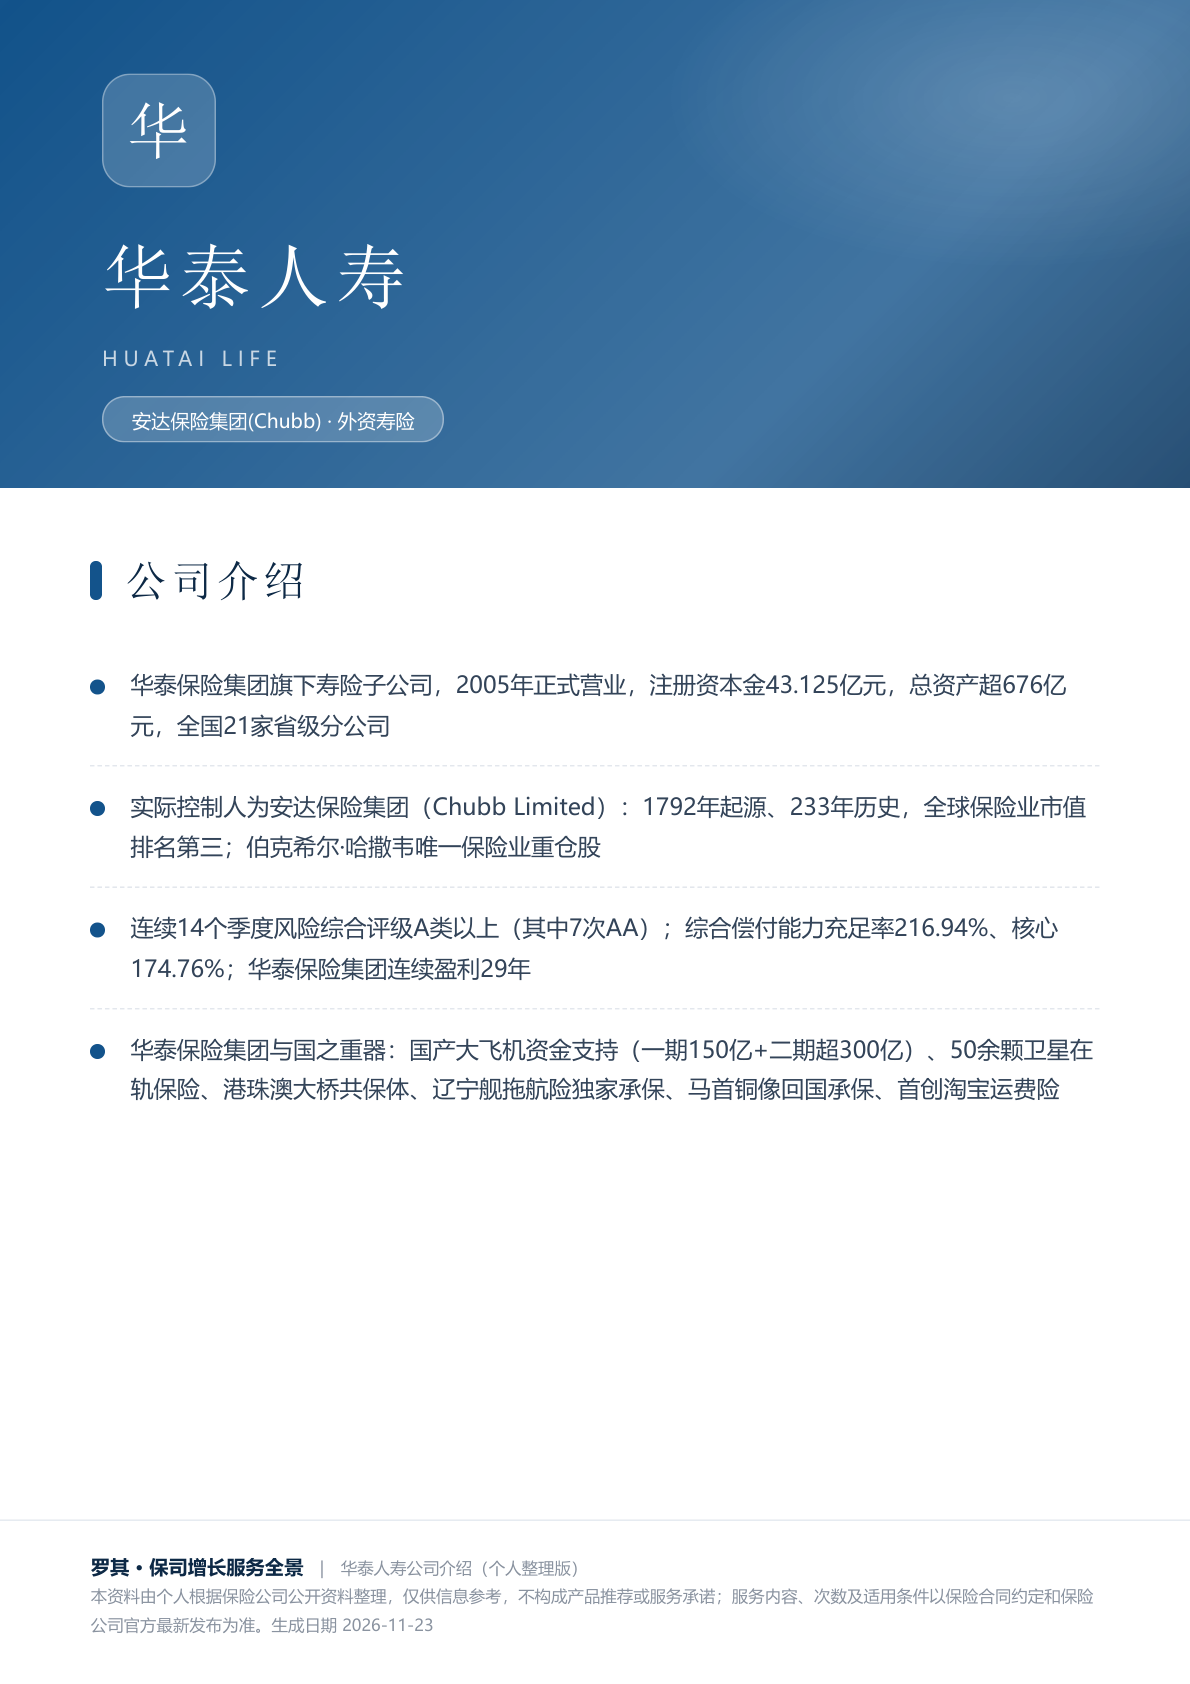 华
华泰人寿
HUATAI LIFE
安达保险集团(Chubb) · 外资寿险
公司介绍
华泰保险集团旗下寿险子公司，2005年正式营业，注册资本金43.125亿元，总资产超676亿
元，全国21家省级分公司
实际控制人为安达保险集团（Chubb Limited）：1792年起源、233年历史，全球保险业市值
排名第三；伯克希尔·哈撒韦唯一保险业重仓股
连续14个季度风险综合评级A类以上（其中7次AA）；综合偿付能力充足率216.94%、核心
174.76%；华泰保险集团连续盈利29年
华泰保险集团与国之重器：国产大飞机资金支持（一期150亿+二期超300亿）、50余颗卫星在
轨保险、港珠澳大桥共保体、辽宁舰拖航险独家承保、马首铜像回国承保、首创淘宝运费险
罗其 · 保司增长服务全景 | 华泰人寿公司介绍（个人整理版）
本资料由个人根据保险公司公开资料整理，仅供信息参考，不构成产品推荐或服务承诺；服务内容、次数及适用条件以保险合同约定和保险
公司官方最新发布为准。生成日期 2026-11-23